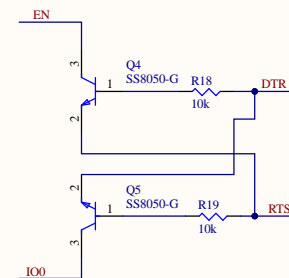 EN
3
Q4
SS8050-G
1
R18
10k
DTR
2
2
Q5
SS8050-G
1
R19
10k
RTS
3
IO0